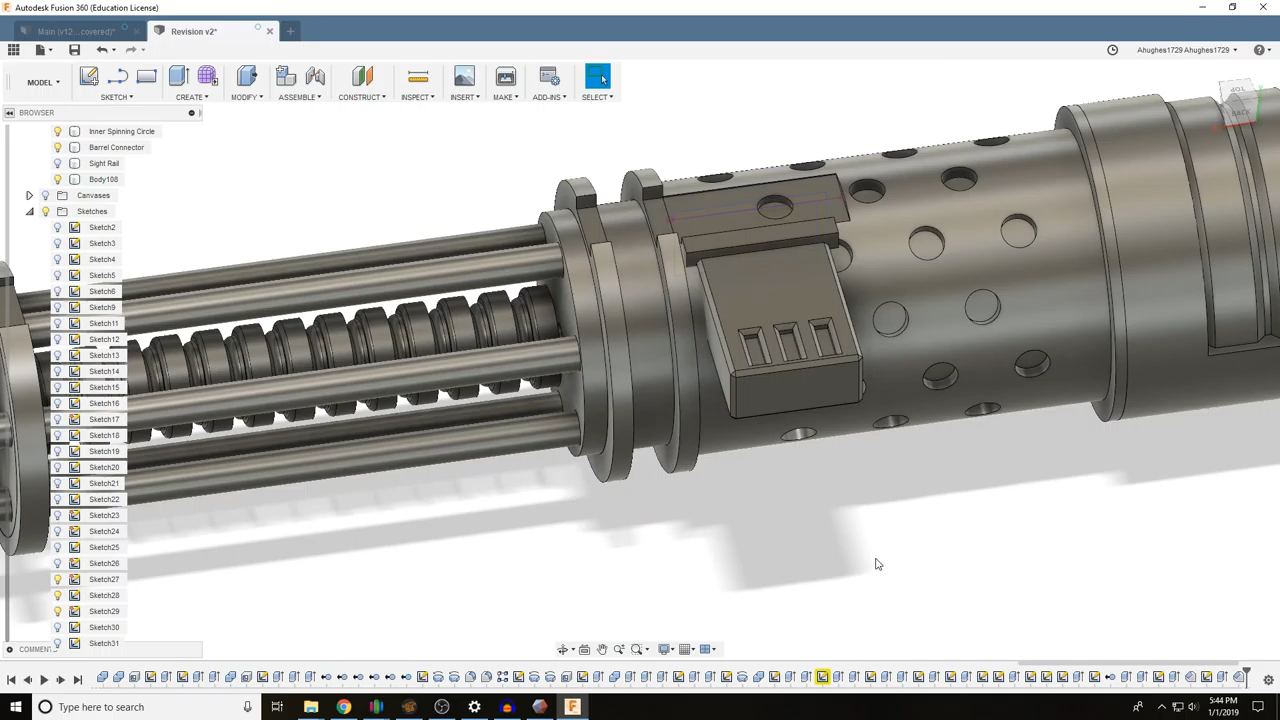 Autodesk Fusion 360 (Education License)
Main (v12...covered)*
Revision v2*
Ahughes1729 Ahughes1729
MODEL
SKETCH
CREATE
MODIFY
ASSEMBLE
CONSTRUCT
INSPECT
INSERT
MAKE
ADD-INS
SELECT
BROWSER
TOP
BACK
Inner Spinning Circle
Barrel Connector
Sight Rail
Body108
Canvases
Sketches
Sketch2
Sketch3
Sketch4
Sketch5
Sketch6
Sketch9
Sketch11
Sketch12
Sketch13
Sketch14
Sketch15
Sketch16
Sketch17
Sketch18
Sketch19
Sketch20
Sketch21
Sketch22
Sketch23
Sketch24
Sketch25
Sketch26
Sketch27
Sketch28
Sketch29
Sketch30
Sketch31
Type here to search
5:44 PM
1/1/2019